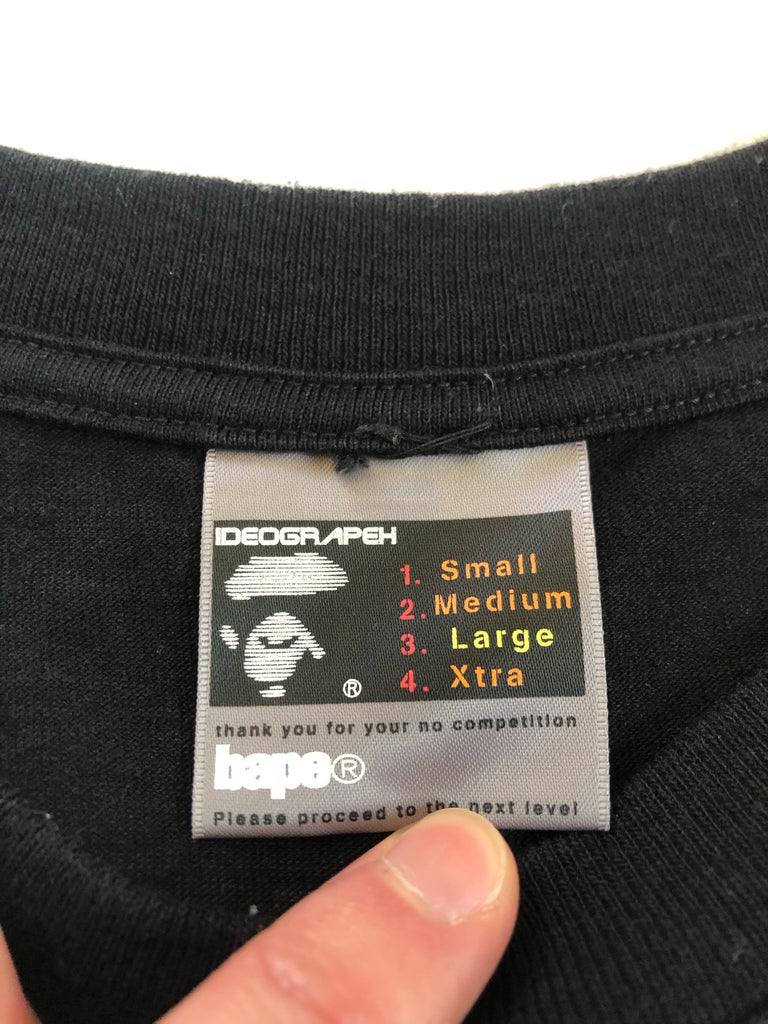 IDEOGRAPEH
1. Small
2. Medium
3. Large
4. Xtra
®
thank you for your no competition
bape®
Please proceed to the next level